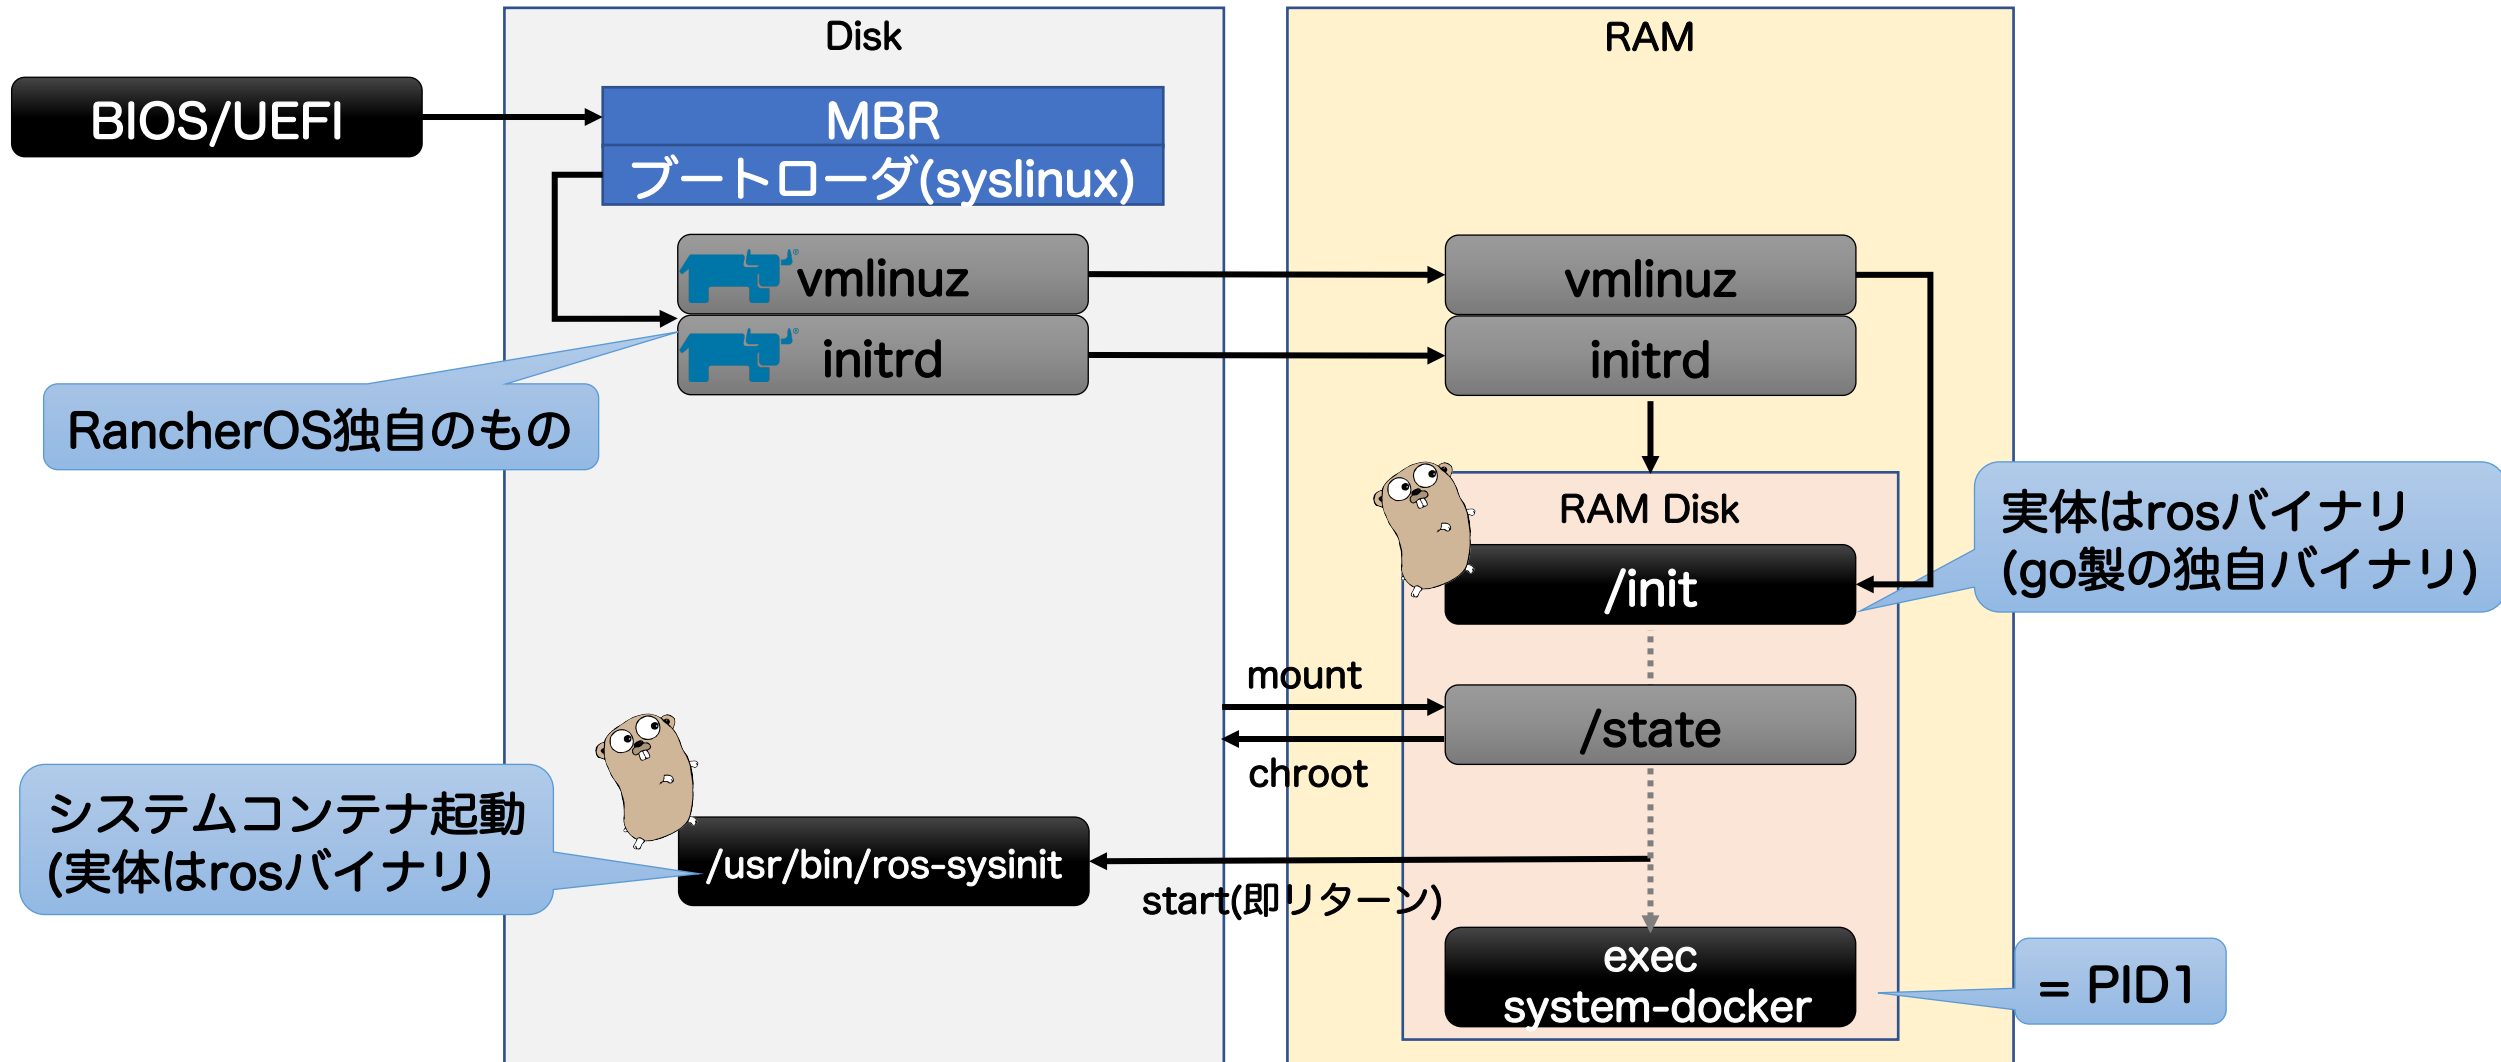 Disk
RAM
BIOS/UEFI
MBR
ブートローダ(syslinux)
vmlinuz
vmlinuz
initrd
initrd
RancherOS独自のもの
RAM Disk
実体はrosバイナリ
(go製の独自バイナリ)
/init
mount
/state
chroot
システムコンテナ起動
(実体はrosバイナリ)
/usr/bin/ros-sysinit
start(即リターン)
exec
system-docker
= PID1